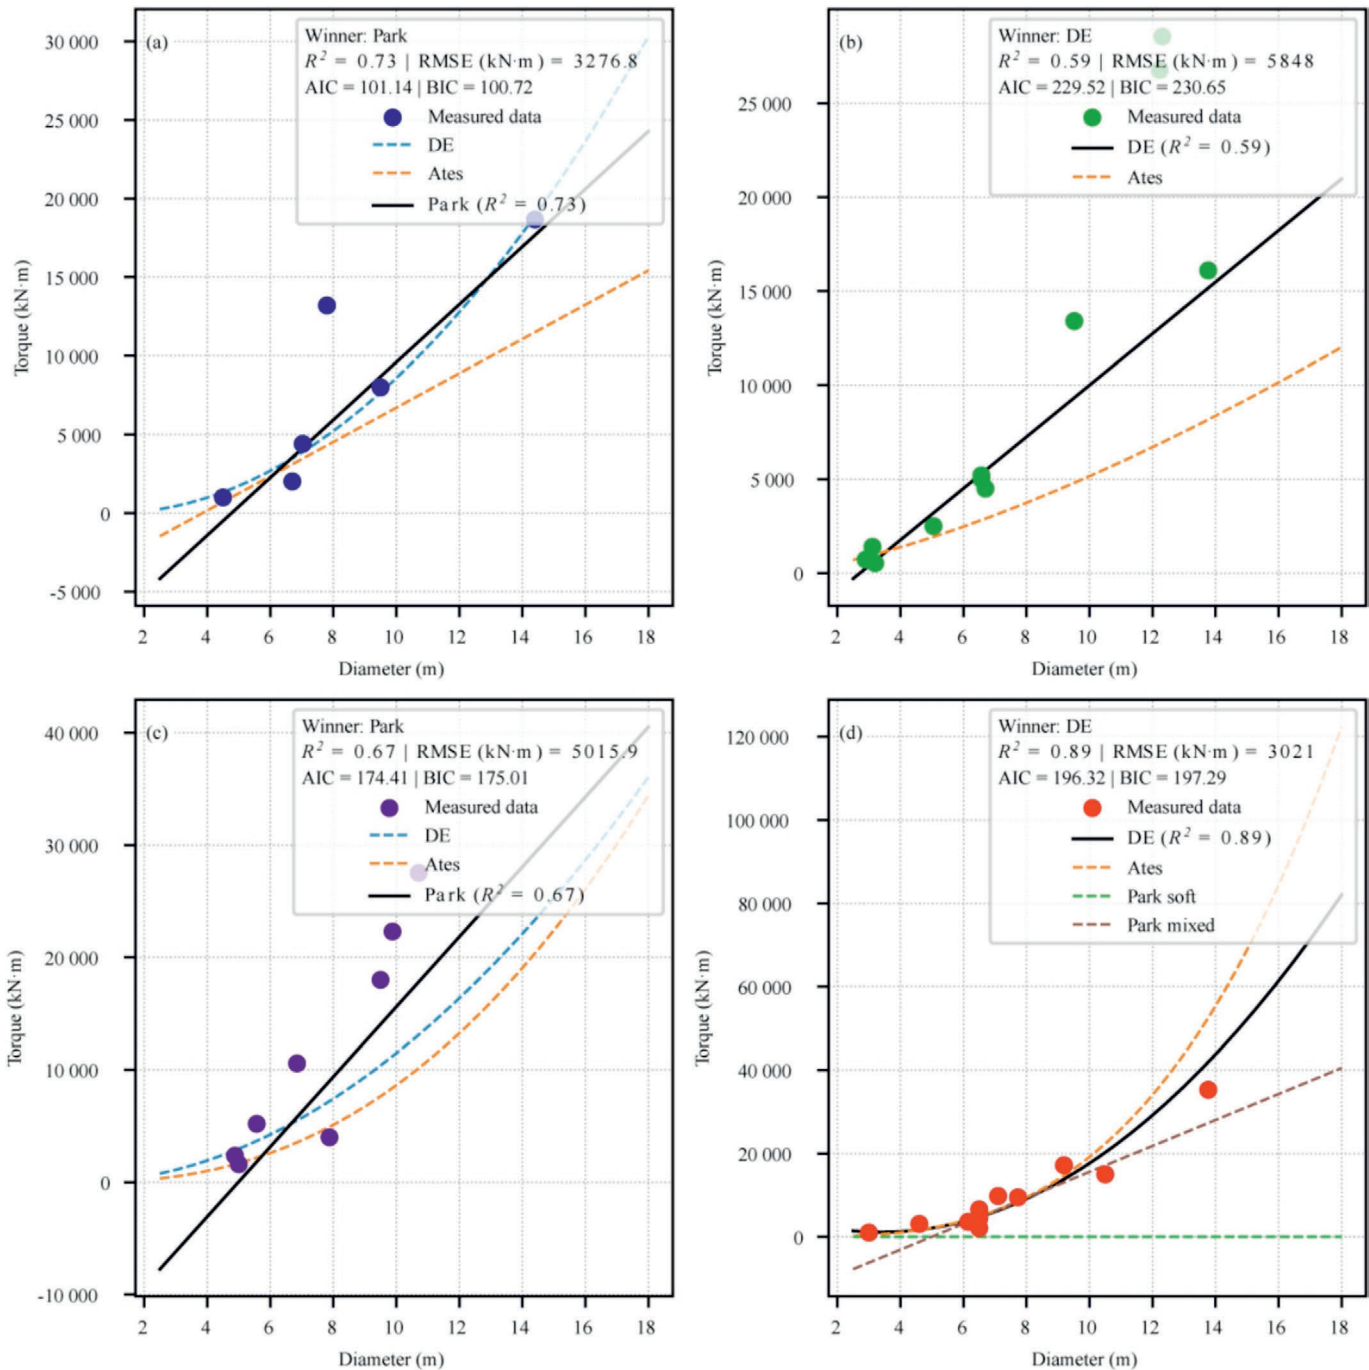 (a)
Winner: Park
R² = 0.73 | RMSE (kN·m) = 3276.8
AIC = 101.14 | BIC = 100.72
Measured data
DE
Ates
Park (R² = 0.73)
30 000
25 000
20 000
15 000
10 000
5 000
0
-5 000
Torque (kN·m)
2 4 6 8 10 12 14 16 18
Diameter (m)
(b)
Winner: DE
R² = 0.59 | RMSE (kN·m) = 5848
AIC = 229.52 | BIC = 230.65
Measured data
DE (R² = 0.59)
Ates
25 000
20 000
15 000
10 000
5 000
0
Torque (kN·m)
2 4 6 8 10 12 14 16 18
Diameter (m)
(c)
Winner: Park
R² = 0.67 | RMSE (kN·m) = 5015.9
AIC = 174.41 | BIC = 175.01
Measured data
DE
Ates
Park (R² = 0.67)
40 000
30 000
20 000
10 000
0
-10 000
Torque (kN·m)
2 4 6 8 10 12 14 16 18
Diameter (m)
(d)
Winner: DE
R² = 0.89 | RMSE (kN·m) = 3021
AIC = 196.32 | BIC = 197.29
Measured data
DE (R² = 0.89)
Ates
Park soft
Park mixed
120 000
100 000
80 000
60 000
40 000
20 000
0
Torque (kN·m)
2 4 6 8 10 12 14 16 18
Diameter (m)